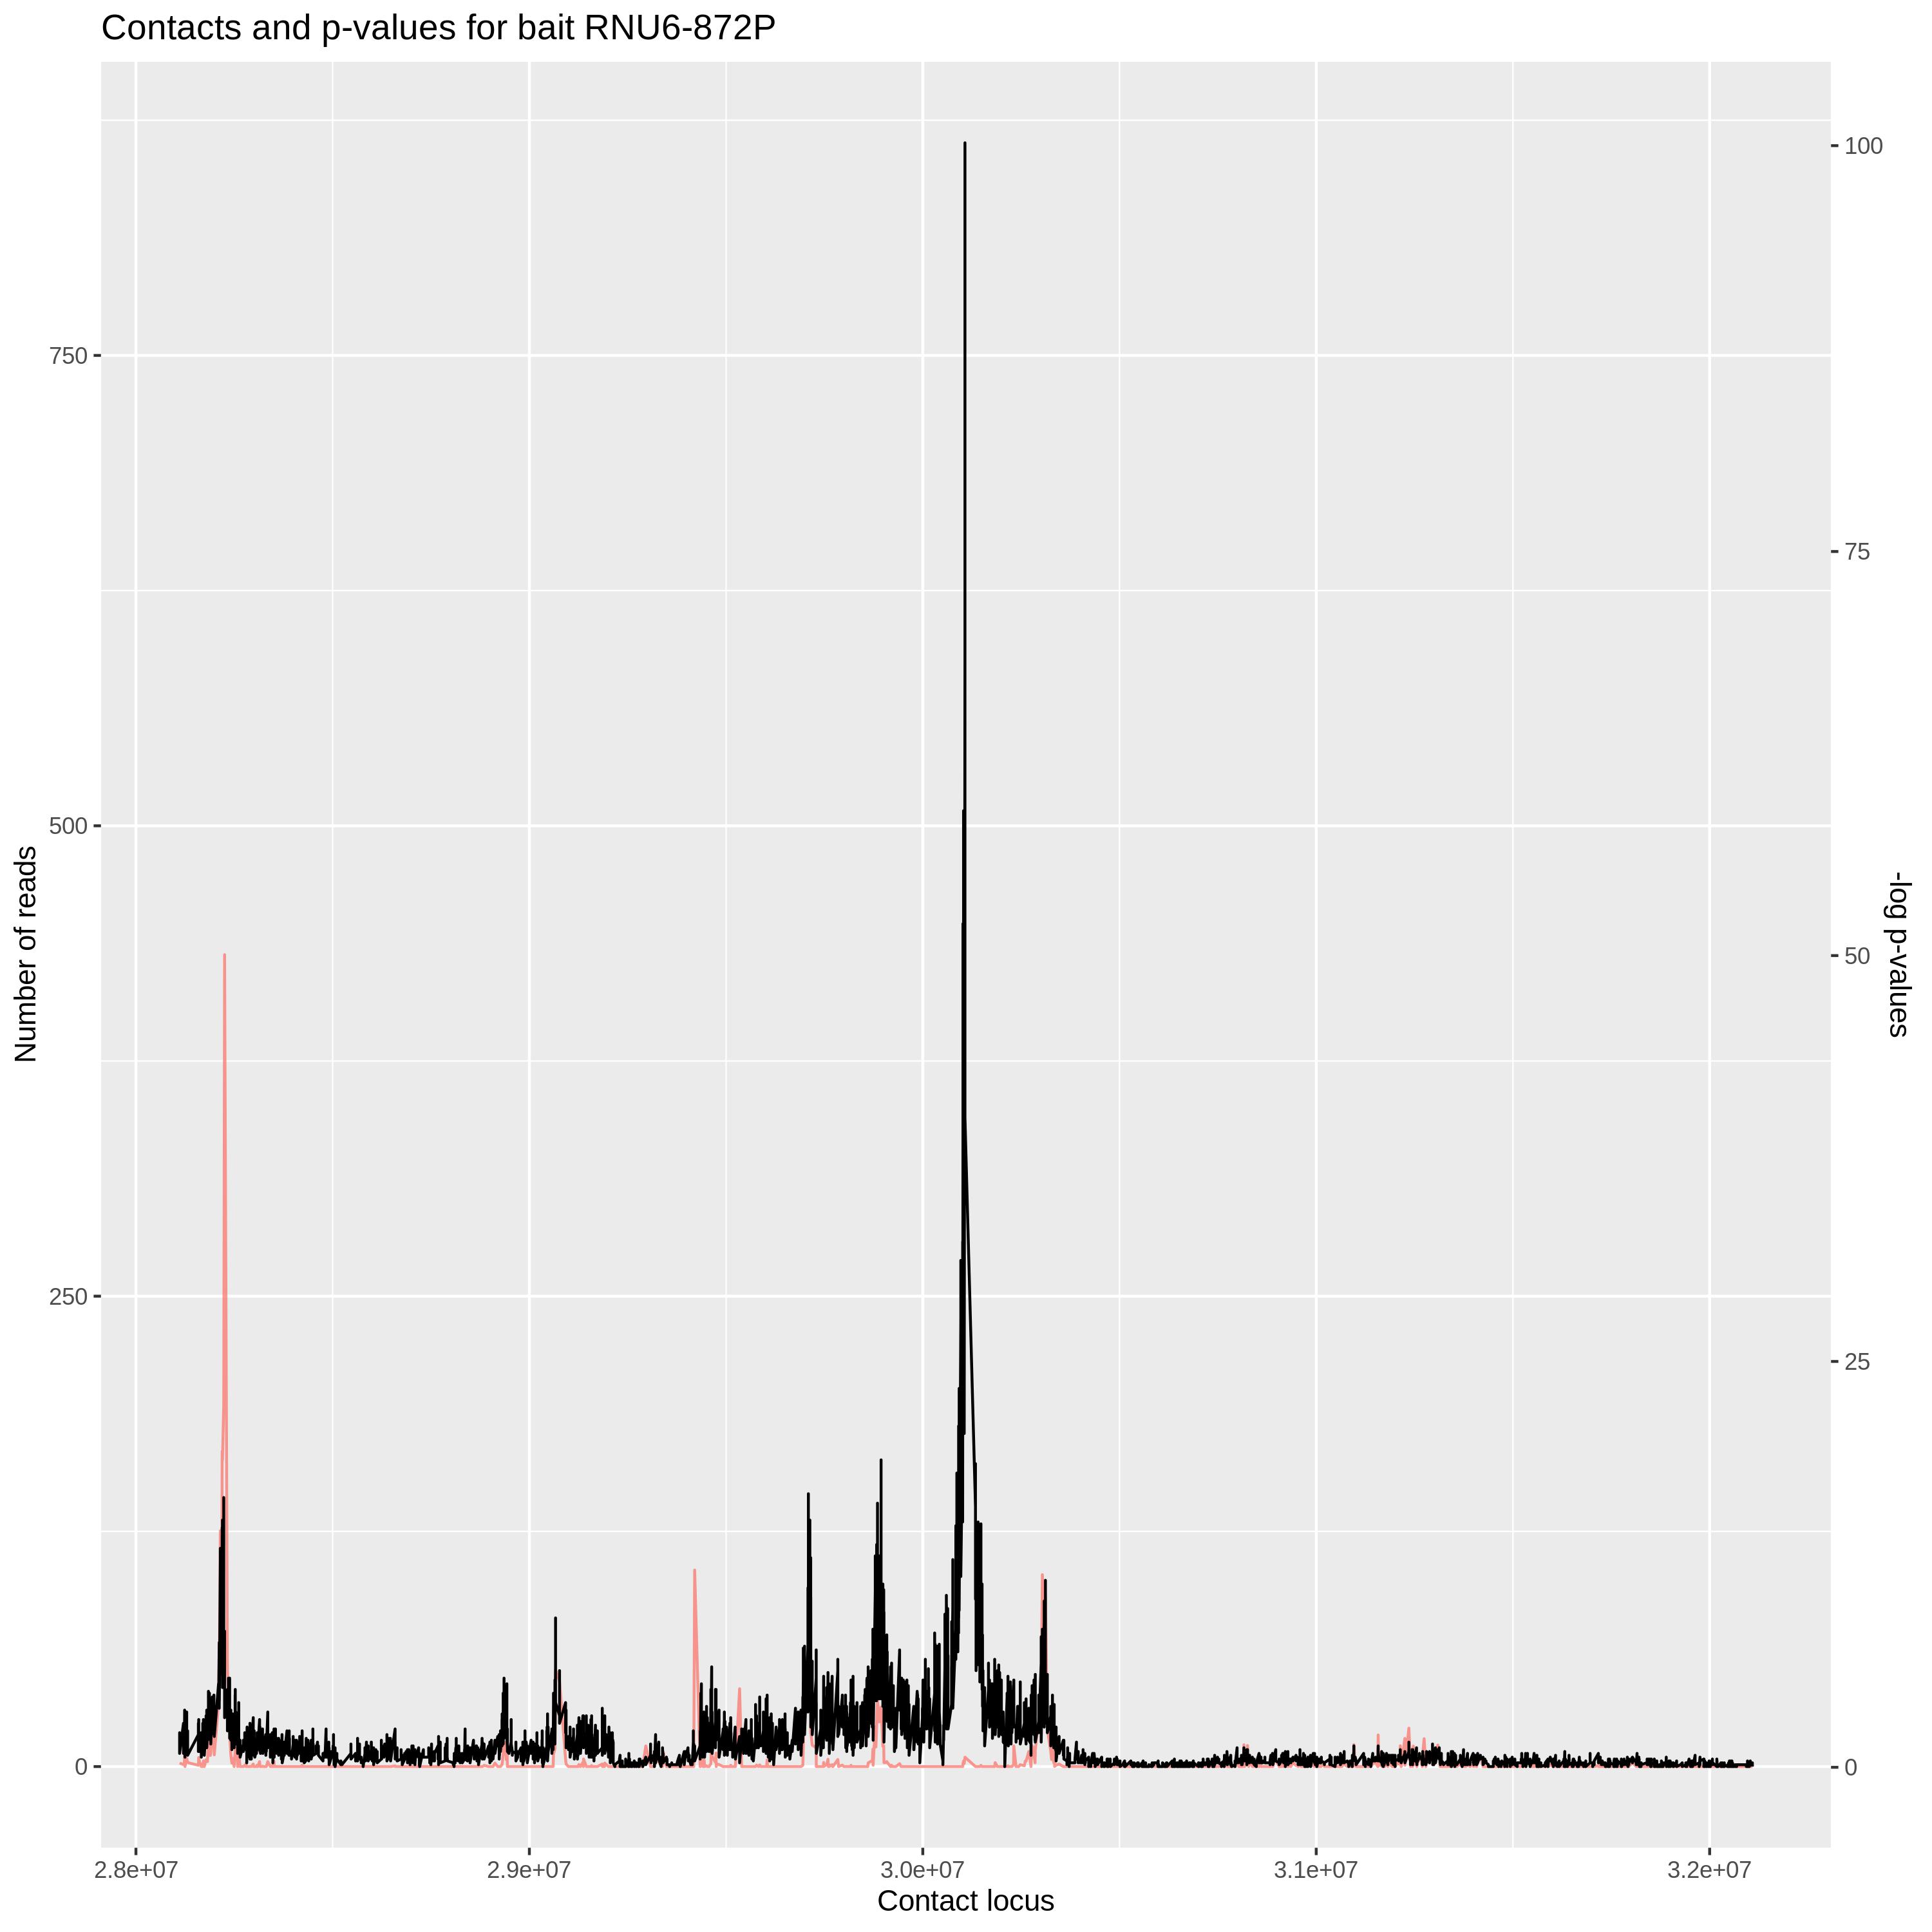 Contacts and p-values for bait RNU6-872P
100
750
75
500
Number of reads
-log p-values
50
250
25
0
0
2.8e+07
2.9e+07
3.0e+07
3.1e+07
3.2e+07
Contact locus